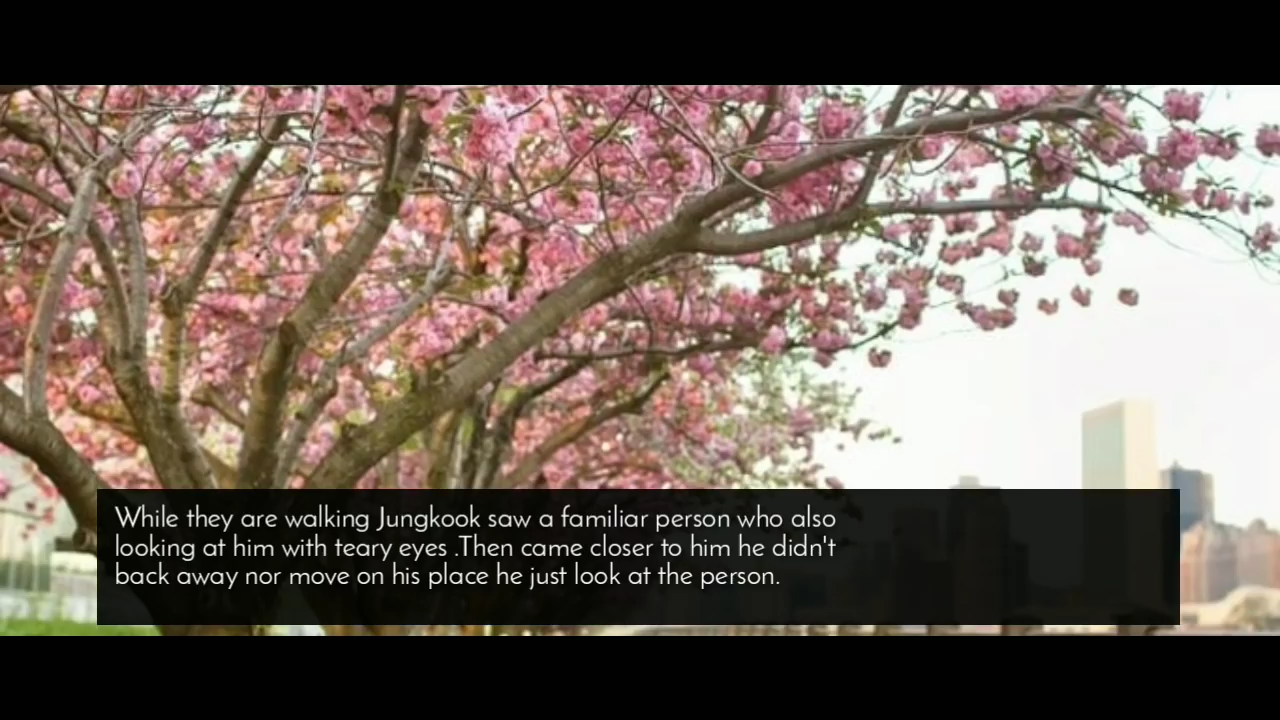 While they are walking Jungkook saw a familiar person who also
looking at him with teary eyes .Then came closer to him he didn't
back away nor move on his place he just look at the person.